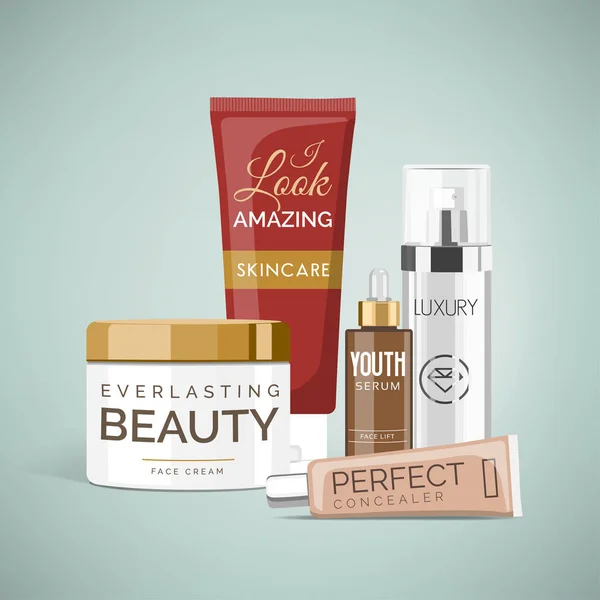 I
Look
AMAZING
SKINCARE
LUXURY
YOUTH
SERUM
FACE LIFT
EVERLASTING
BEAUTY
FACE CREAM
PERFECT
CONCEALER